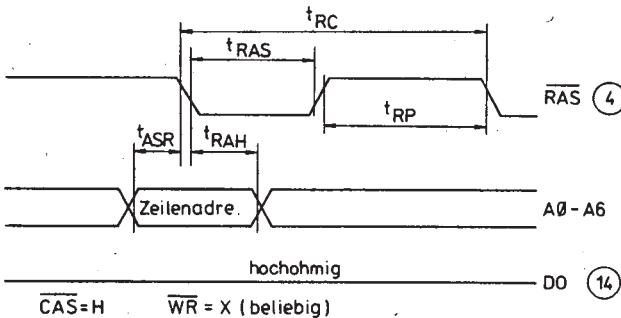 tRC
tRAS
RAS 4
tRP
tASR tRAH
Zeilenadre. A0-A6
hochohmig
DO 14
CAS=H WR=X (beliebig)